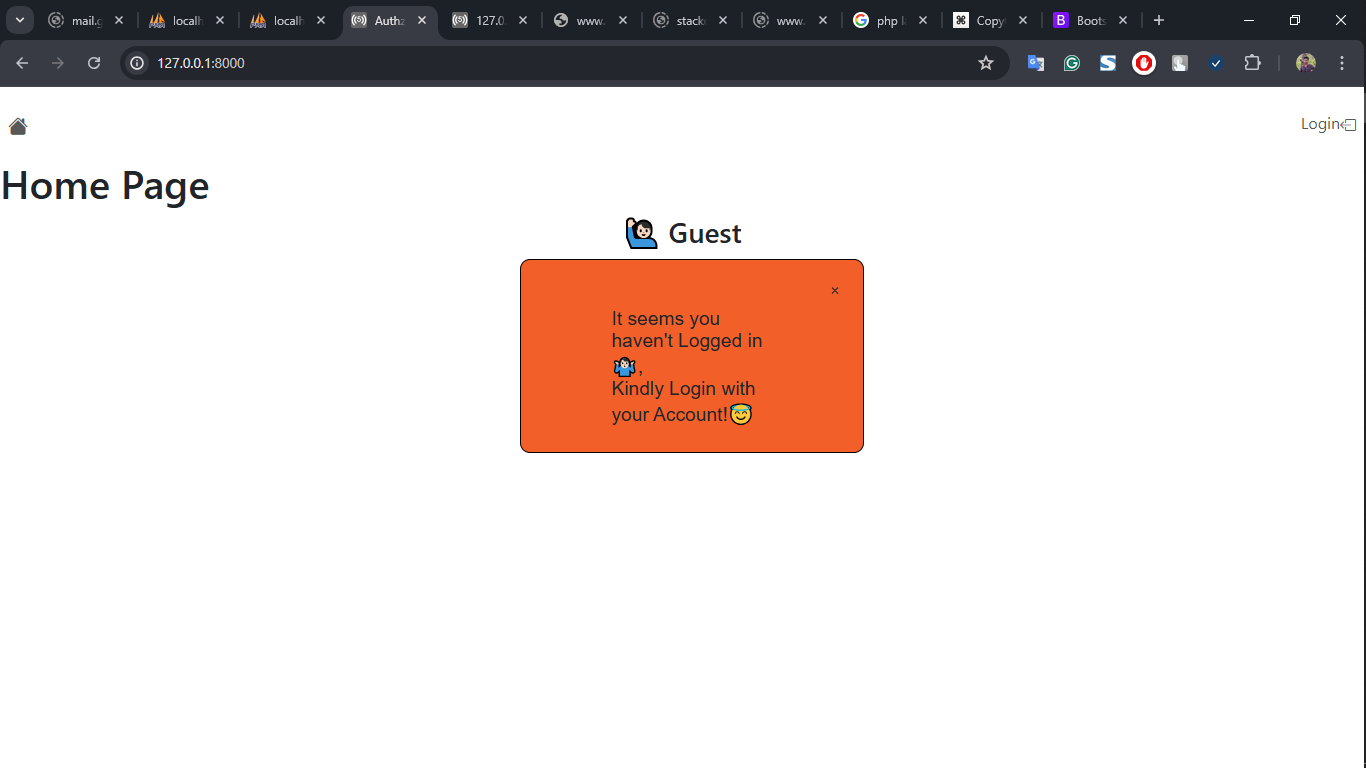 mail.g
localh
localh
Auth
127.0.
www.
stack
www.
php l
Copy
Boots
127.0.0.1:8000
Login
Home Page
🙋🏻‍♂️ Guest
×
It seems you
haven't Logged in
🤷🏻‍♂️,
Kindly Login with
your Account!😇